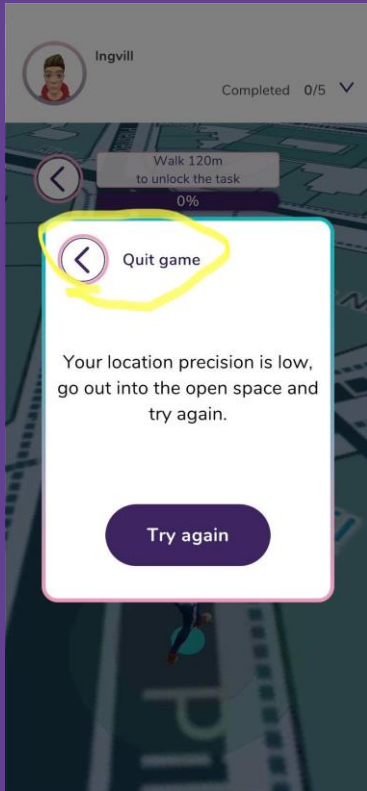 Ingvill
Completed 0/5
Walk 120m
to unlock the task
0%
Quit game
Your location precision is low,
go out into the open space and
try again.
Try again